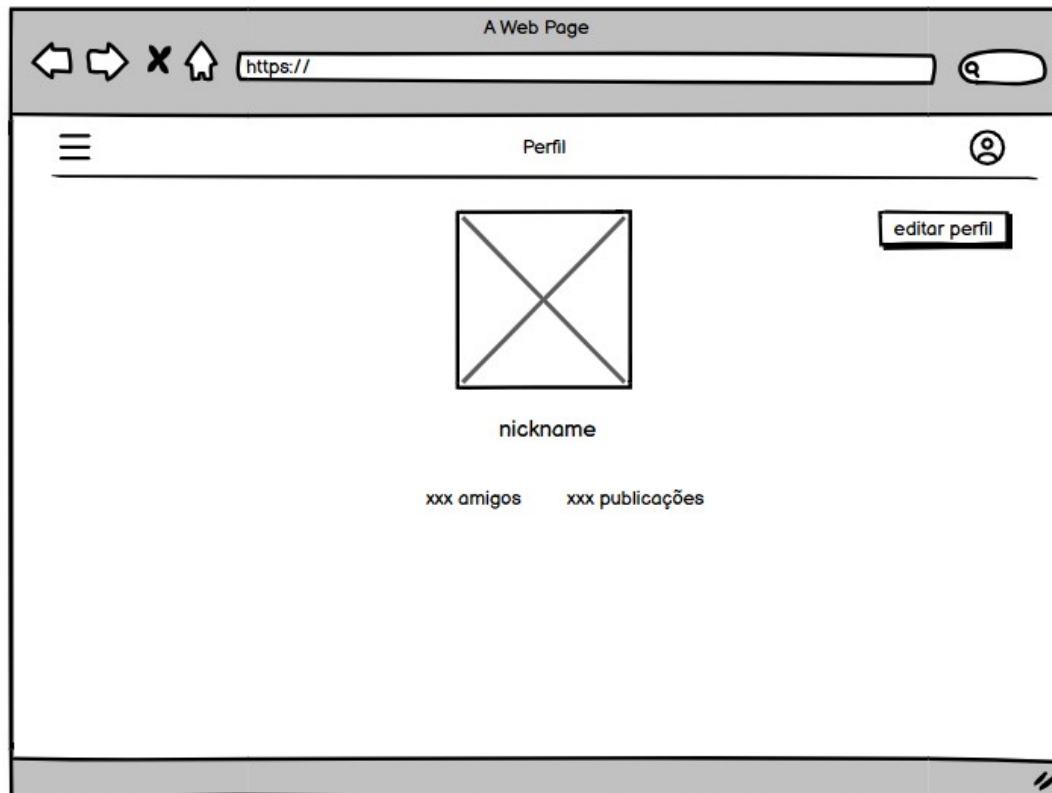 A Web Page
https://
Perfil
editar perfil
nickname
xxx amigos xxx publicações